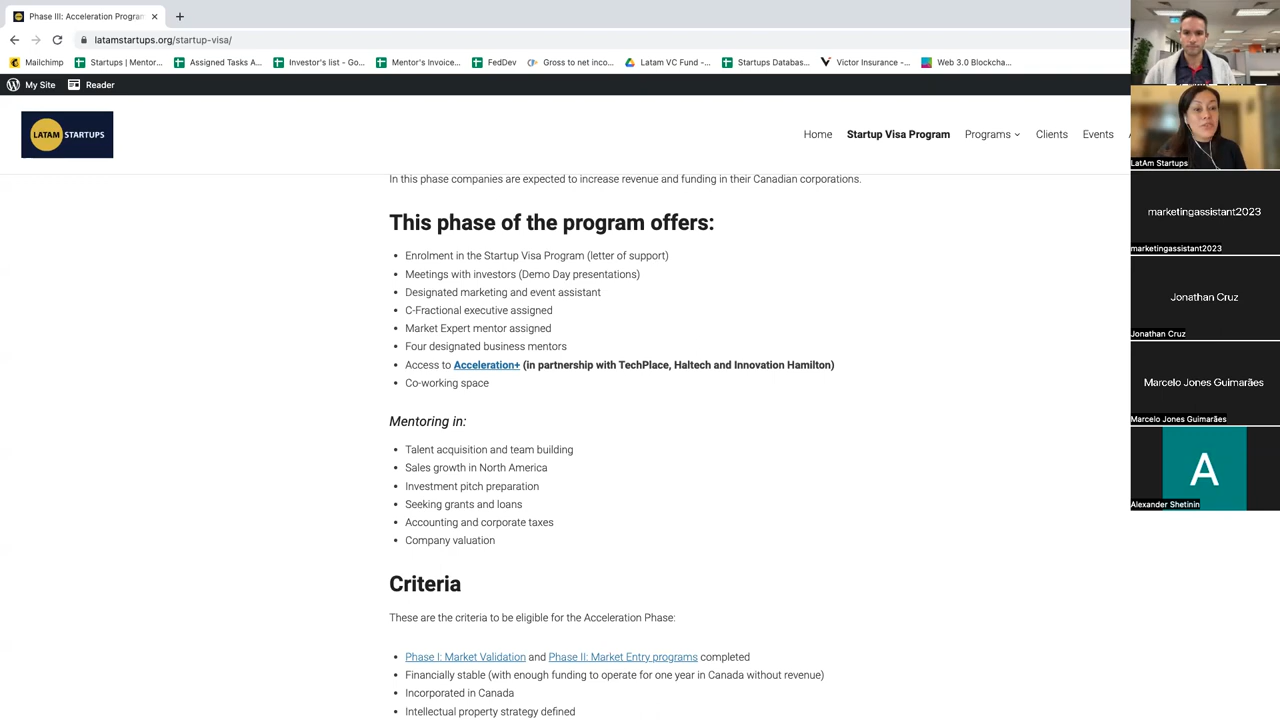 Phase III: Acceleration Program
latamstartups.org/startup-visa/
Mailchimp
Startups | Mentor...
Assigned Tasks A...
Investor's list - Go...
Mentor's Invoice...
FedDev
Gross to net inco...
Latam VC Fund -...
Startups Databas...
Victor Insurance -...
Web 3.0 Blockcha...
My Site
Reader
LATAM STARTUPS
Home
Startup Visa Program
Programs
Clients
Events
In this phase companies are expected to increase revenue and funding in their Canadian corporations.
This phase of the program offers:
Enrolment in the Startup Visa Program (letter of support)
Meetings with investors (Demo Day presentations)
Designated marketing and event assistant
C-Fractional executive assigned
Market Expert mentor assigned
Four designated business mentors
Access to Acceleration+ (in partnership with TechPlace, Haltech and Innovation Hamilton)
Co-working space
Mentoring in:
Talent acquisition and team building
Sales growth in North America
Investment pitch preparation
Seeking grants and loans
Accounting and corporate taxes
Company valuation
Criteria
These are the criteria to be eligible for the Acceleration Phase:
Phase I: Market Validation and Phase II: Market Entry programs completed
Financially stable (with enough funding to operate for one year in Canada without revenue)
Incorporated in Canada
Intellectual property strategy defined
LatAm Startups
marketingassistant2023
marketingassistant2023
Jonathan Cruz
Jonathan Cruz
Marcelo Jones Guimarães
Marcelo Jones Guimarães
A
Alexander Shetinin